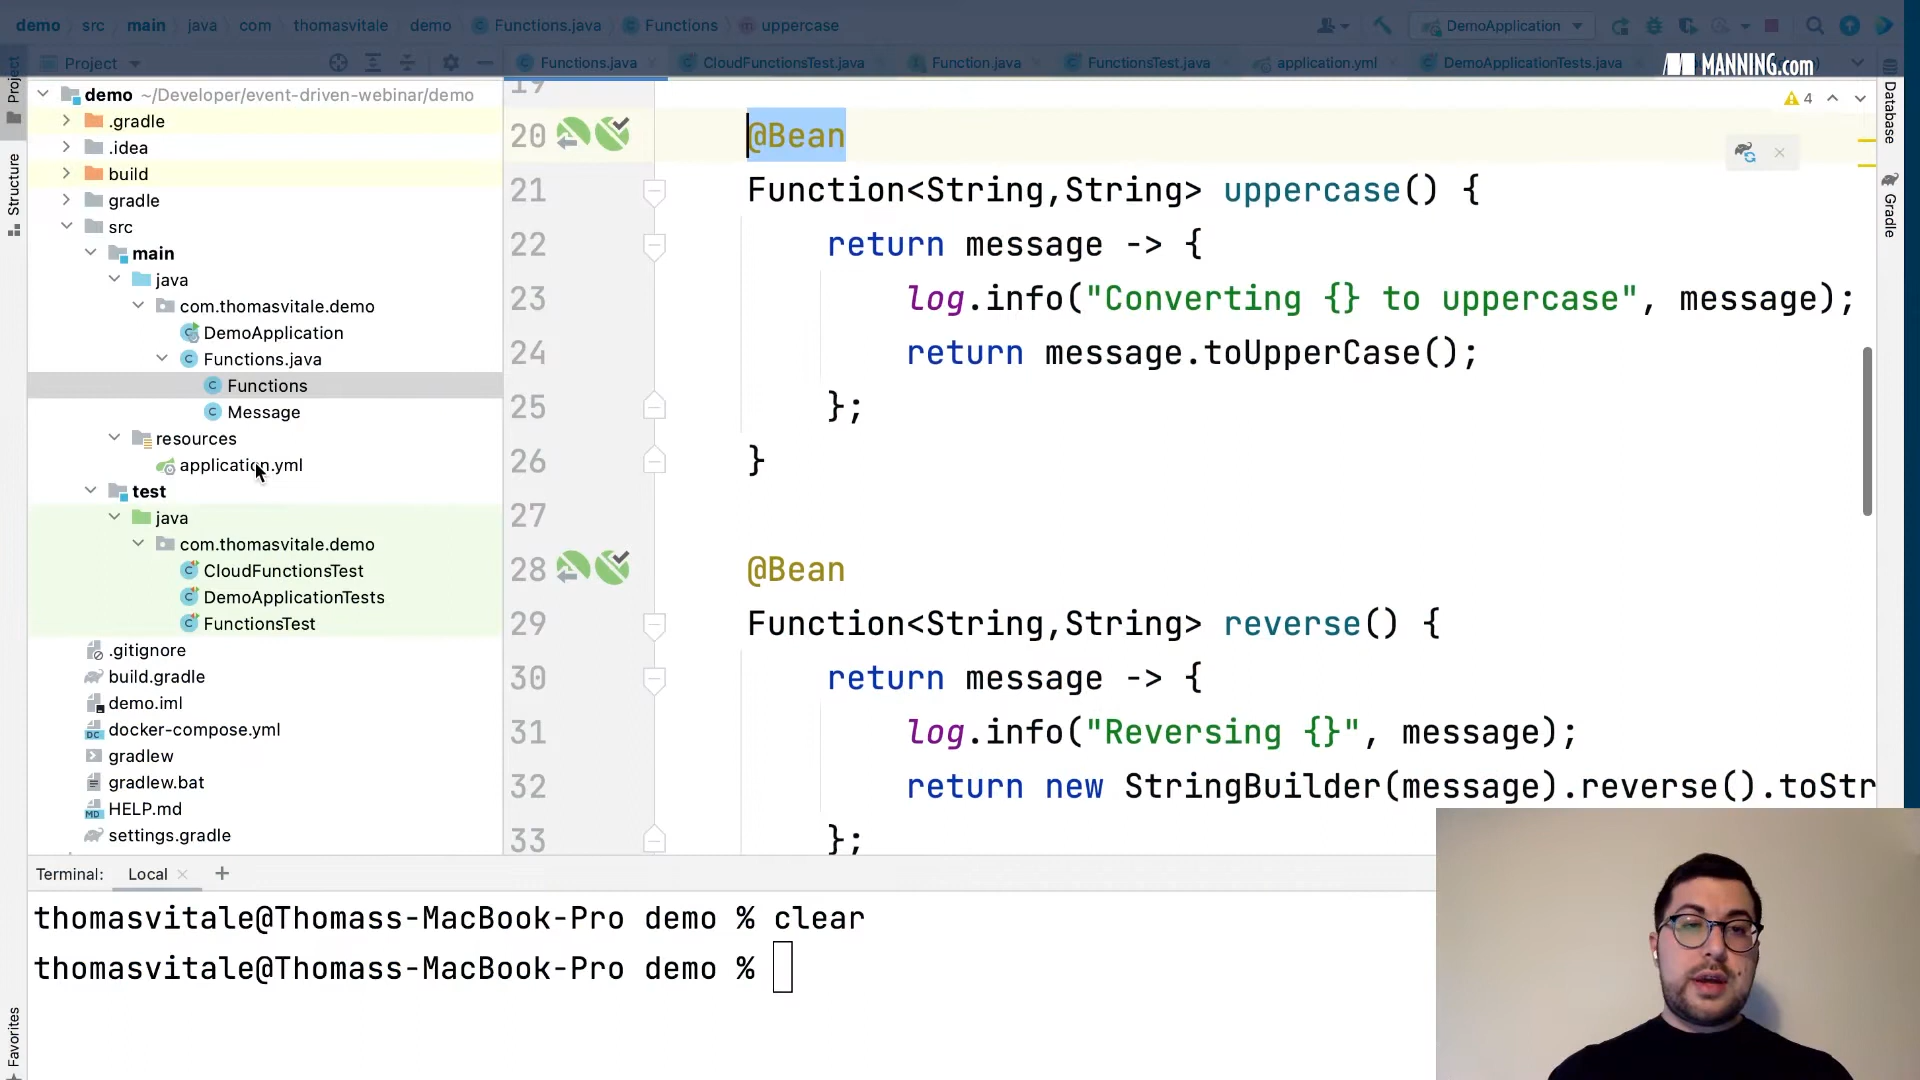 demo src main java com thomasvitale demo Functions.java Functions uppercase
DemoApplication
Project
Functions.java CloudFunctionsTest.java Function.java FunctionsTest.java application.yml DemoApplicationTests.java
MANNING.com
Project
Structure
Favorites
Database
Gradle
demo ~/Developer/event-driven-webinar/demo
.gradle
.idea
build
gradle
src
main
java
com.thomasvitale.demo
DemoApplication
Functions.java
Functions
Message
resources
application.yml
test
java
com.thomasvitale.demo
CloudFunctionsTest
DemoApplicationTests
FunctionsTest
.gitignore
build.gradle
demo.iml
docker-compose.yml
gradlew
gradlew.bat
HELP.md
settings.gradle
4
19
20 @Bean
21 Function<String,String> uppercase() {
22 return message -> {
23 log.info("Converting {} to uppercase", message);
24 return message.toUpperCase();
25 };
26 }
27
28 @Bean
29 Function<String,String> reverse() {
30 return message -> {
31 log.info("Reversing {}", message);
32 return new StringBuilder(message).reverse().toStr
33 };
Terminal: Local
thomasvitale@Thomass-MacBook-Pro demo % clear
thomasvitale@Thomass-MacBook-Pro demo %